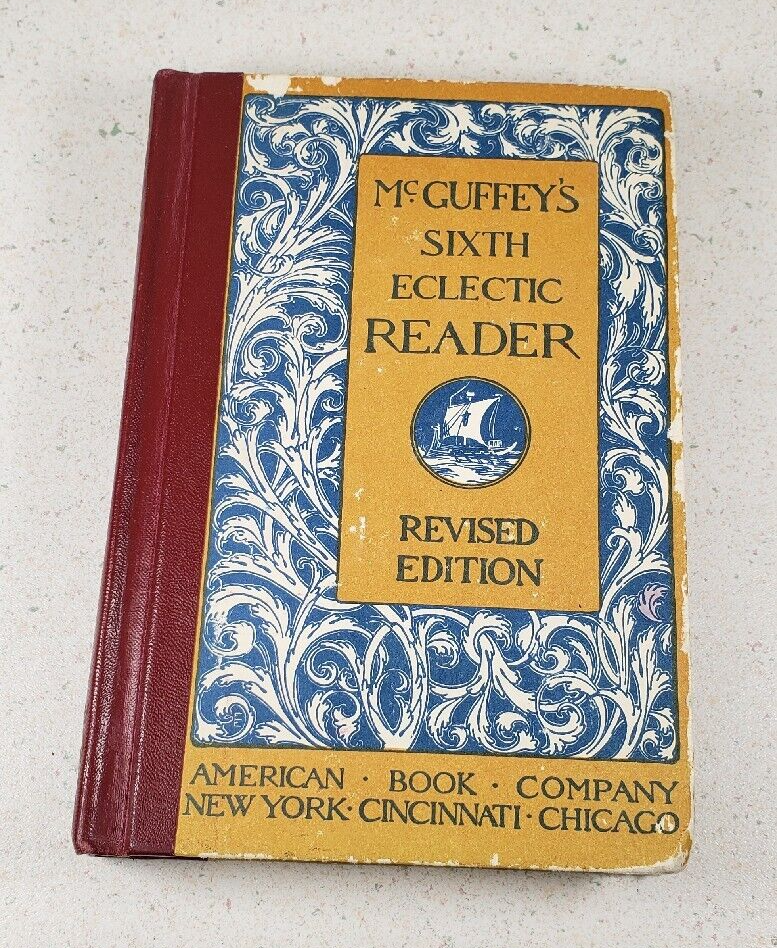 McGUFFEY'S
SIXTH
ECLECTIC
READER
REVISED
EDITION
AMERICAN · BOOK · COMPANY
NEW YORK · CINCINNATI · CHICAGO